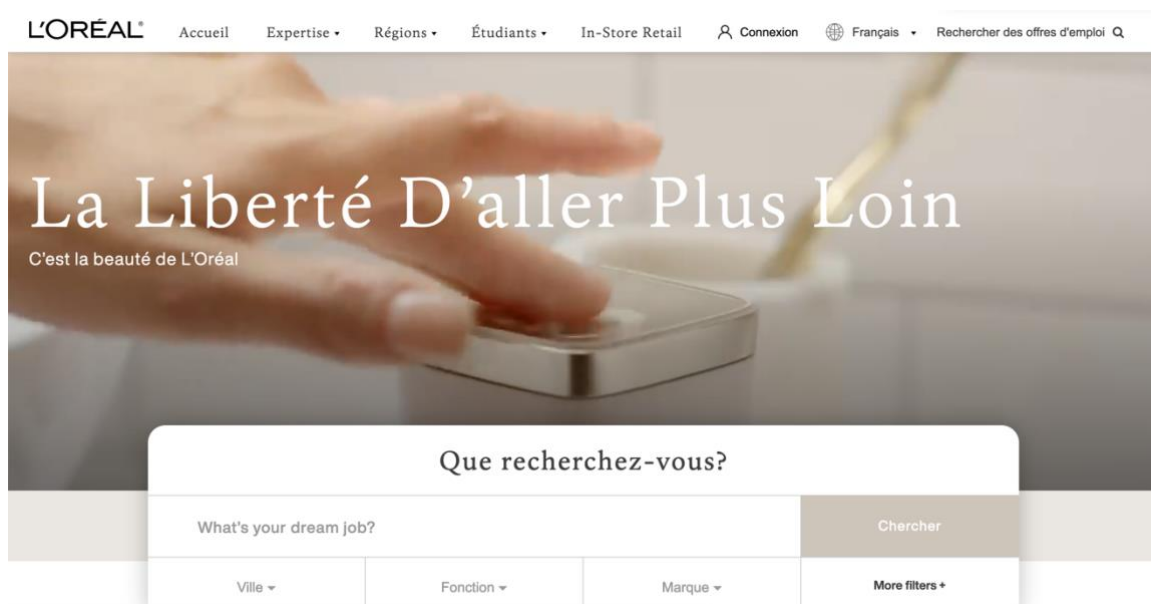 L'ORÉAL® Accueil Expertise Régions Étudiants In-Store Retail Connexion Français Rechercher des offres d'emploi
La Liberté D’aller Plus Loin
C'est la beauté de L'Oréal
Que recherchez-vous?
What's your dream job? Chercher
Ville Fonction Marque More filters +